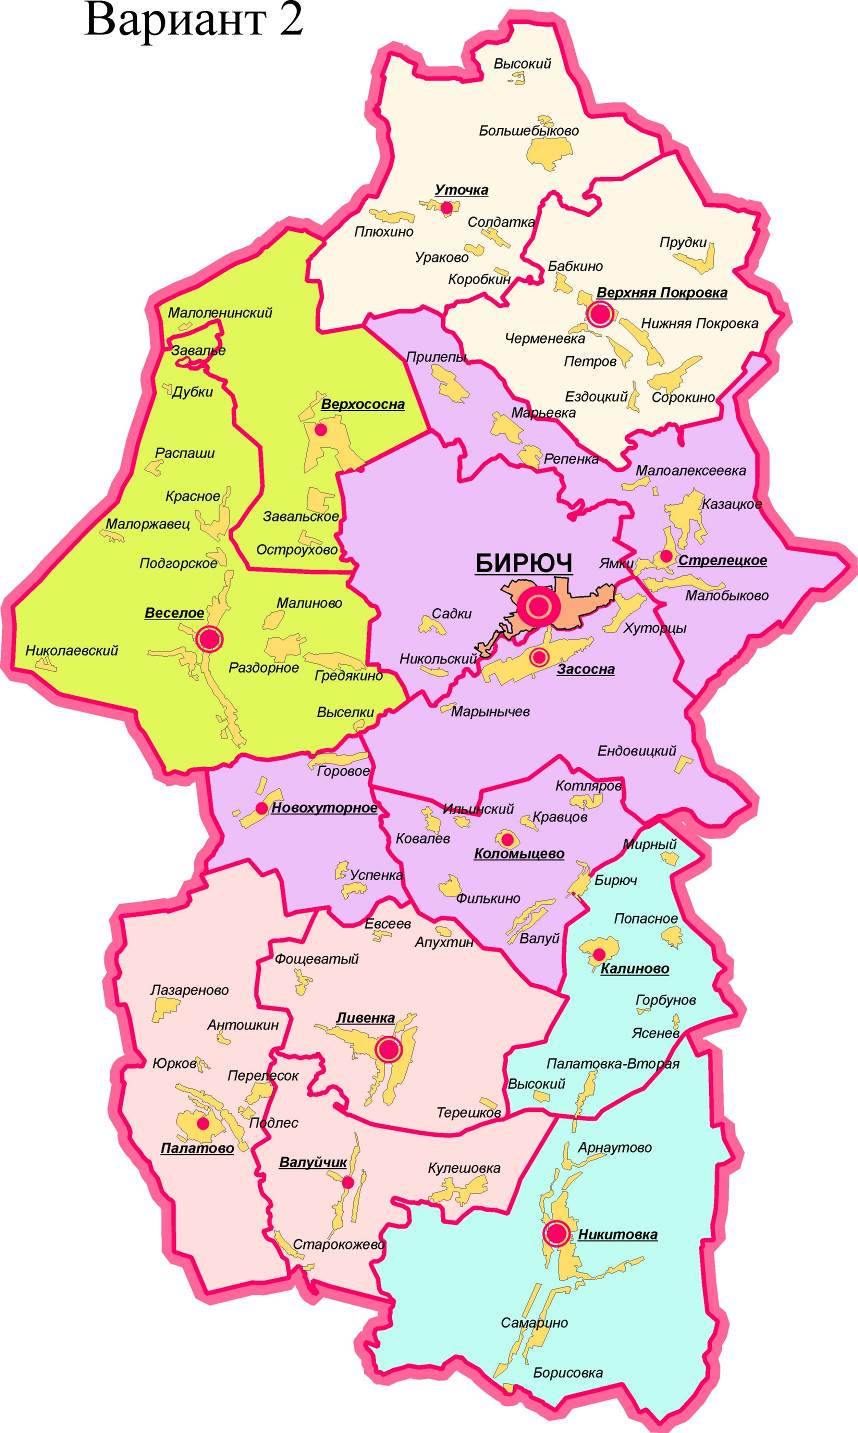 Вариант 2
Высокий
Большебыково
Уточка
Плюхино
Солдатка
Ураково
Коробкин
Прудки
Бабкино
Верхняя Покровка
Нижняя Покровка
Черменевка
Петров
Ездоцкий
Сорокино
Малоленинский
Завалье
Дубки
Прилепы
Верхососна
Марьевка
Репенка
Распаши
Малоалексеевка
Красное
Казацкое
Завальское
Малоржавец
Остроухово
Подгорское
БИРЮЧ
Ямки
Стрелецкое
Малиново
Малобыково
Веселое
Садки
Хуторцы
Николаевский
Раздорное
Гредякино
Никольский
Засосна
Выселки
Марынычев
Ендовицкий
Горовое
Котляров
Новохуторное
Ильинский
Кравцов
Ковалев
Коломыцево
Мирный
Успенка
Бирюч
Филькино
Попасное
Евсеев
Апухтин
Валуй
Фощеватый
Калиново
Лазареново
Горбунов
Антошкин
Ливенка
Ясенев
Юрков
Палатовка-Вторая
Перелесок
Высокий
Терешков
Подлес
Палатово
Арнаутово
Валуйчик
Кулешовка
Никитовка
Старокожево
Самарино
Борисовка